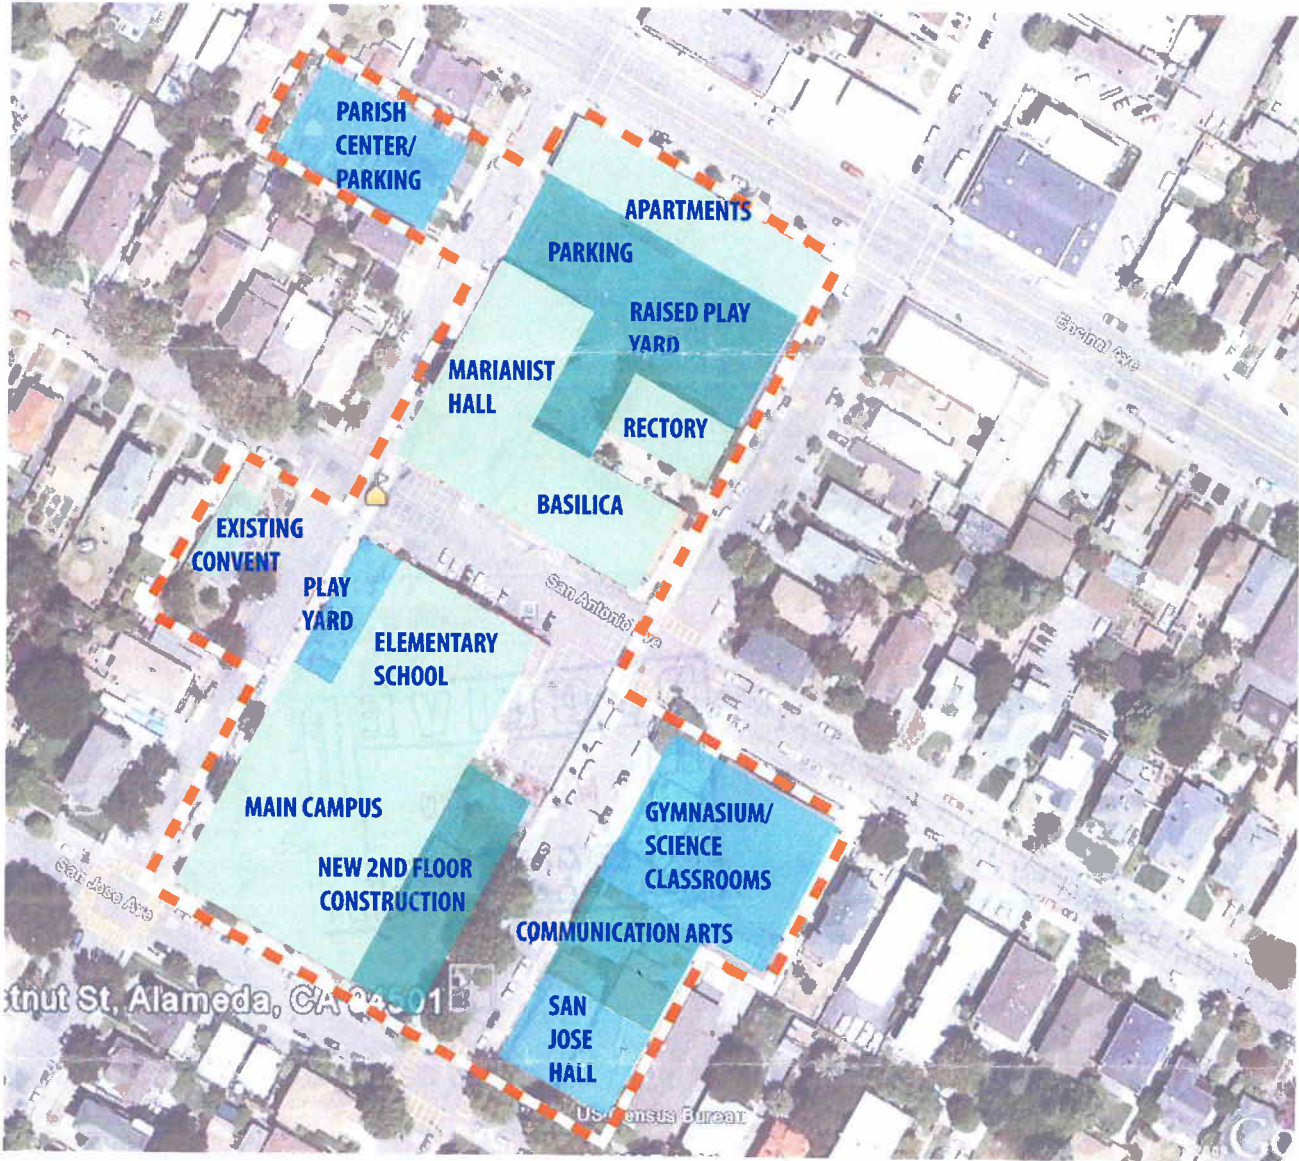 PARISH
CENTER/
PARKING
APARTMENTS
PARKING
RAISED PLAY
YARD
Encinal Ave
MARIANIST
HALL
RECTORY
BASILICA
EXISTING
CONVENT
PLAY
YARD
San Antonio Ave
ELEMENTARY
SCHOOL
MAIN CAMPUS
GYMNASIUM/
SCIENCE
CLASSROOMS
NEW 2ND FLOOR
CONSTRUCTION
San Jose Ave
COMMUNICATION ARTS
tnut St, Alameda, CA 94501
SAN
JOSE
HALL
US Census Bureau